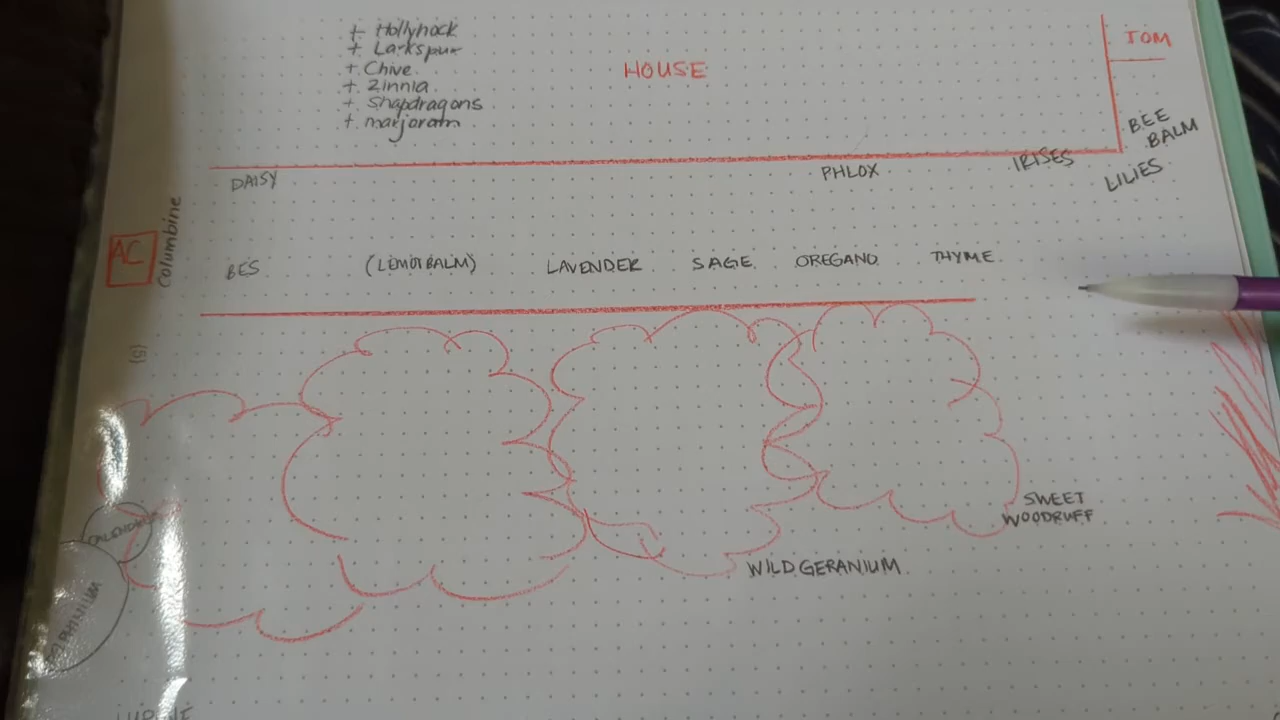 + Hollyhock
+ Larkspur
+ Chive
+ Zinnia
+ Snapdragons
+ marjoram
HOUSE
TOM
BEE
BALM
LILIES
IRISES
PHLOX
DAISY
AC
Columbine
BES
(LEMON BALM)
LAVENDER
SAGE
OREGANO
THYME
(5)
SWEET
WOODRUFF
WILD GERANIUM